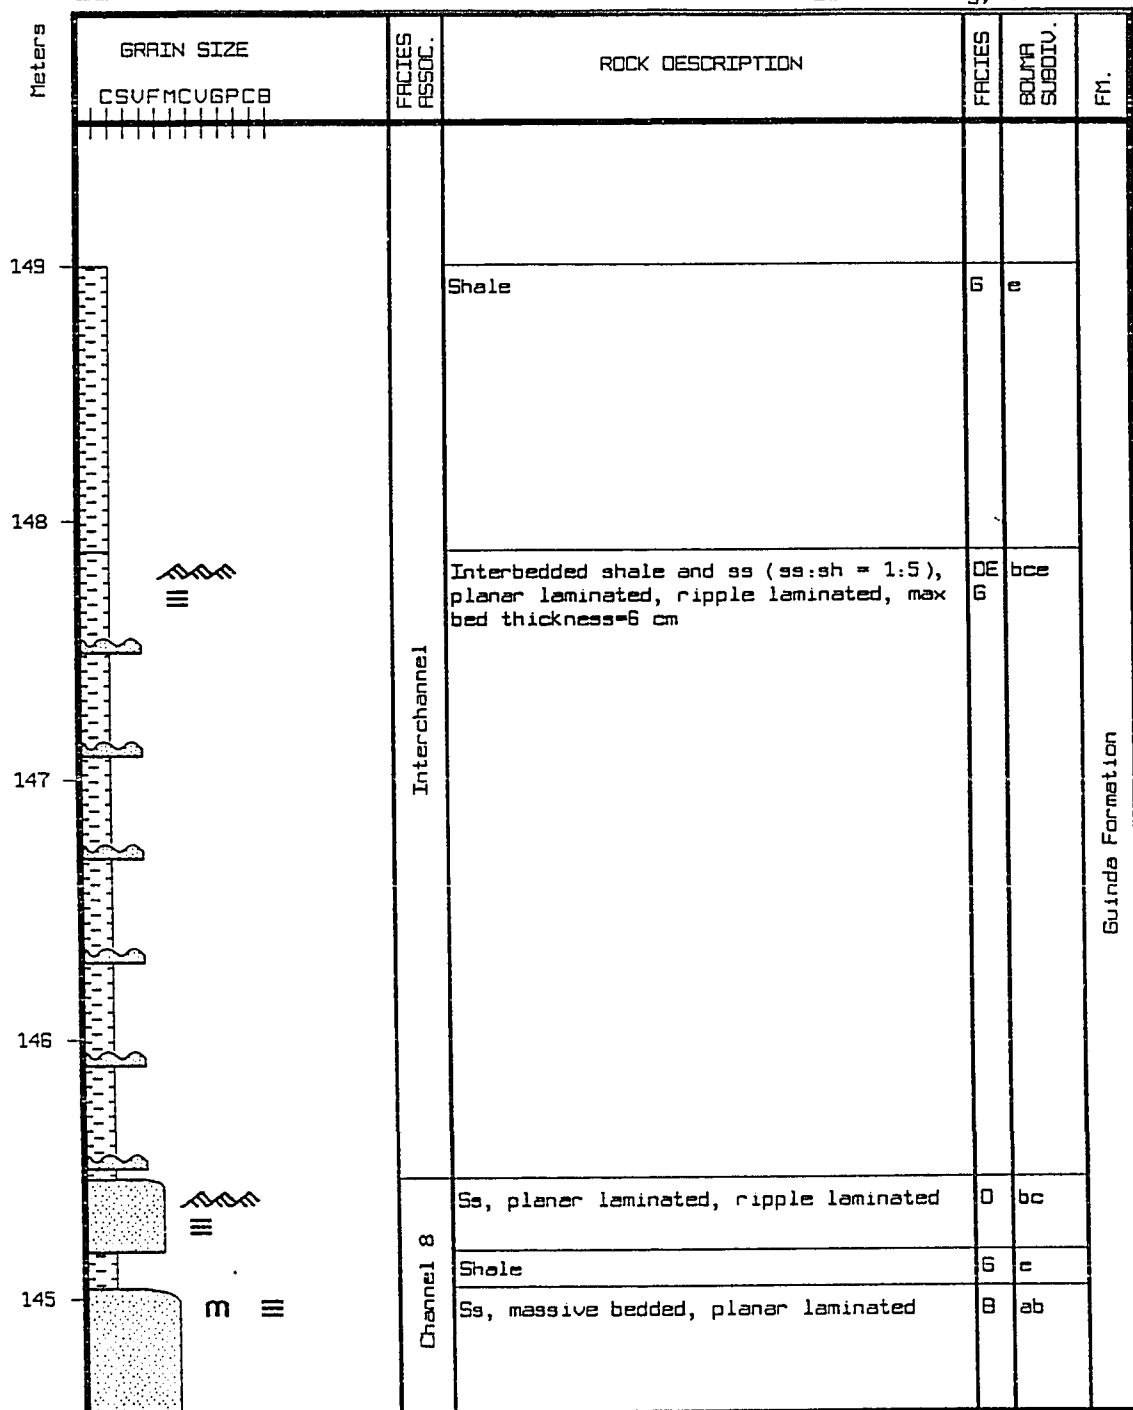 Meters
GRAIN SIZE
CSVFMCVGPCB
FACIES
ASSOC.
ROCK DESCRIPTION
FACIES
BOUMA
SUBDIV.
FM.
149
Shale G e
148
Interbedded shale and ss (ss:sh = 1:5), DE bce
planar laminated, ripple laminated, max G
bed thickness=6 cm
Interchannel
147
Guinda Formation
146
Ss, planar laminated, ripple laminated D bc
Channel 8
Shale G e
145
m
Ss, massive bedded, planar laminated B ab